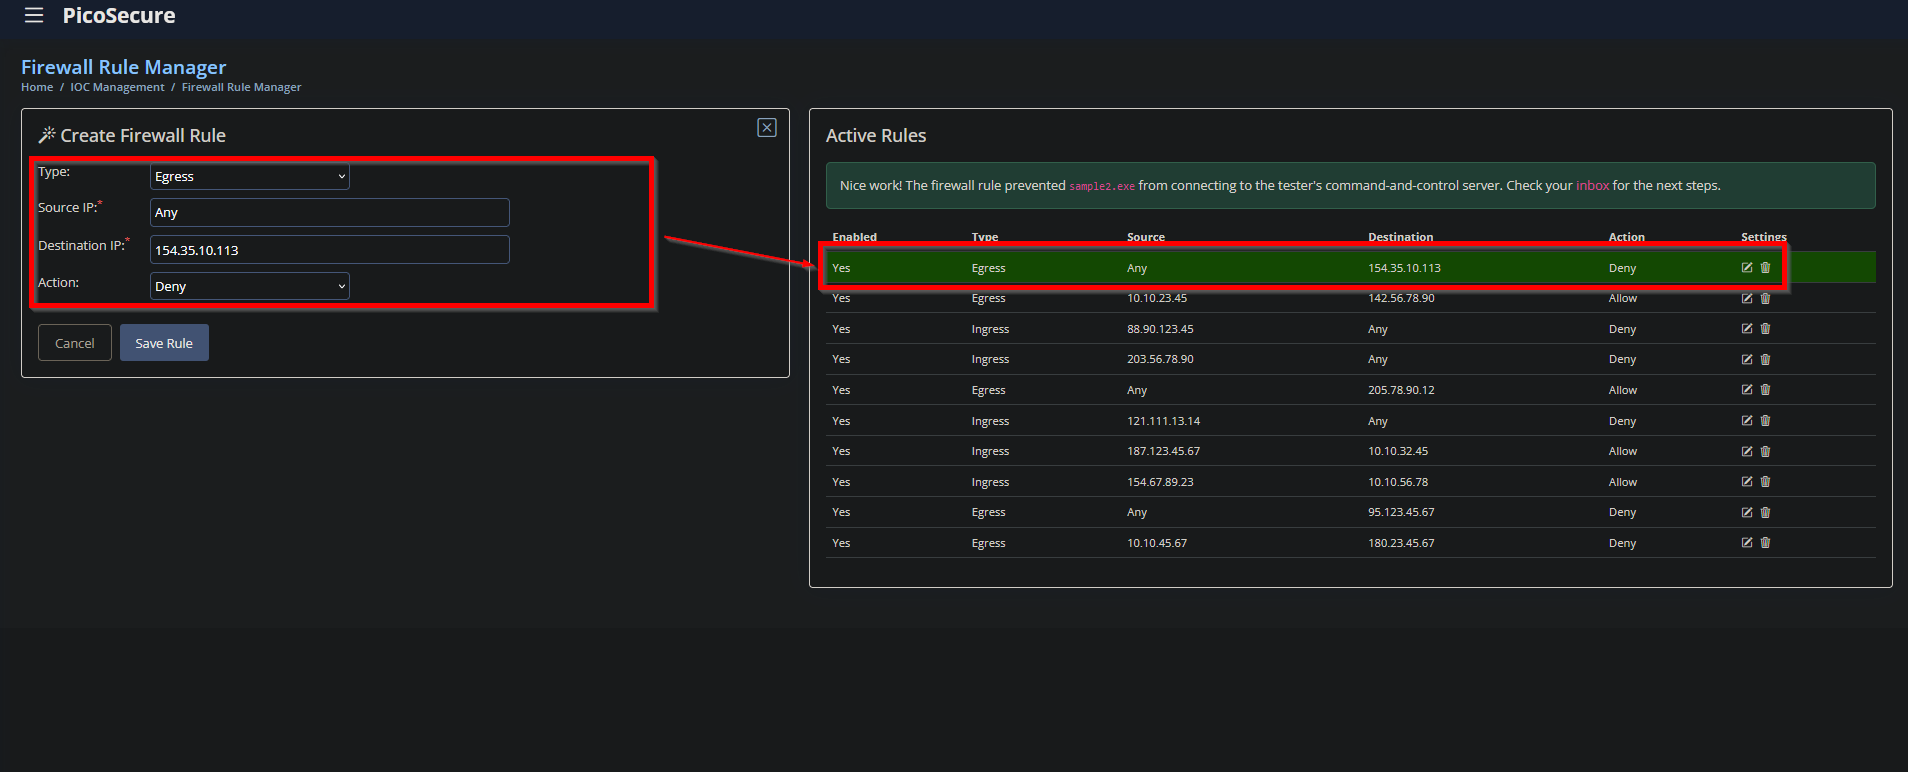 PicoSecure
Firewall Rule Manager
Home / IOC Management / Firewall Rule Manager
Create Firewall Rule
Type: Egress
Source IP:* Any
Destination IP:* 154.35.10.113
Action: Deny
Cancel Save Rule
Active Rules
Nice work! The firewall rule prevented sample2.exe from connecting to the tester's command-and-control server. Check your inbox for the next steps.
Enabled Type Source Destination Action Settings
Yes Egress Any 154.35.10.113 Deny
Yes Egress 10.10.23.45 142.56.78.90 Allow
Yes Ingress 88.90.123.45 Any Deny
Yes Ingress 203.56.78.90 Any Deny
Yes Egress Any 205.78.90.12 Allow
Yes Ingress 121.111.13.14 Any Deny
Yes Ingress 187.123.45.67 10.10.32.45 Allow
Yes Ingress 154.67.89.23 10.10.56.78 Allow
Yes Egress Any 95.123.45.67 Deny
Yes Egress 10.10.45.67 180.23.45.67 Deny